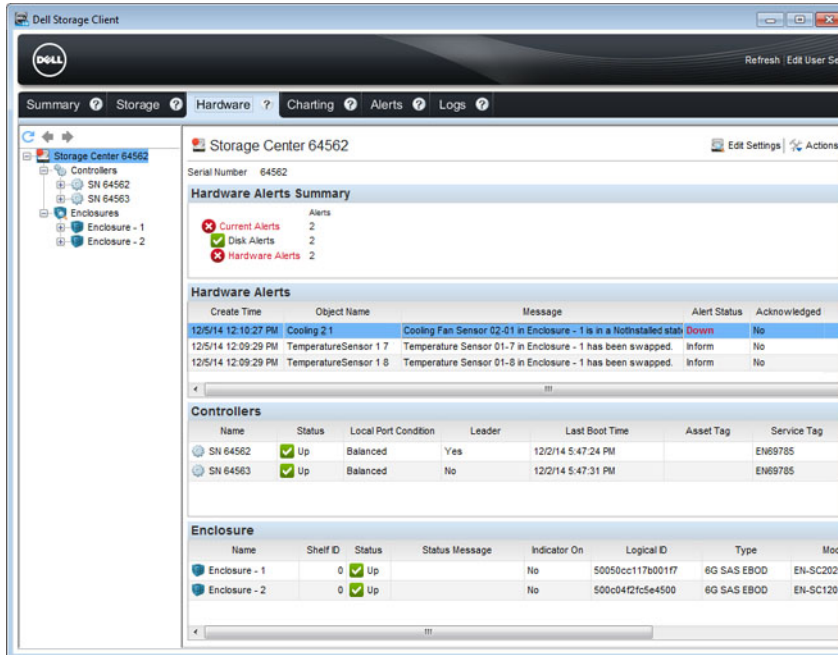 Dell Storage Client
DELL
Refresh | Edit User Se
Summary ? Storage ? Hardware ? Charting ? Alerts ? Logs ?
Storage Center 64562
Controllers
SN 64562
SN 64563
Enclosures
Enclosure - 1
Enclosure - 2
Storage Center 64562
Edit Settings | Actions
Serial Number 64562
Hardware Alerts Summary
Alerts
Current Alerts 2
Disk Alerts 2
Hardware Alerts 2
Hardware Alerts
Create Time Object Name Message Alert Status Acknowledged
12/5/14 12:10:27 PM Cooling 2 1 Cooling Fan Sensor 02-01 in Enclosure - 1 is in a NotInstalled stat Down No
12/5/14 12:09:29 PM TemperatureSensor 1 7 Temperature Sensor 01-7 in Enclosure - 1 has been swapped. Inform No
12/5/14 12:09:29 PM TemperatureSensor 1 8 Temperature Sensor 01-8 in Enclosure - 1 has been swapped. Inform No
Controllers
Name Status Local Port Condition Leader Last Boot Time Asset Tag Service Tag
SN 64562 Up Balanced Yes 12/2/14 5:47:24 PM EN69785
SN 64563 Up Balanced No 12/2/14 5:47:31 PM EN69785
Enclosure
Name Shelf ID Status Status Message Indicator On Logical ID Type Mod
Enclosure - 1 0 Up No 50050cc117b001f7 6G SAS EBOD EN-SC202
Enclosure - 2 0 Up No 500c04f2fc5e4500 6G SAS EBOD EN-SC120